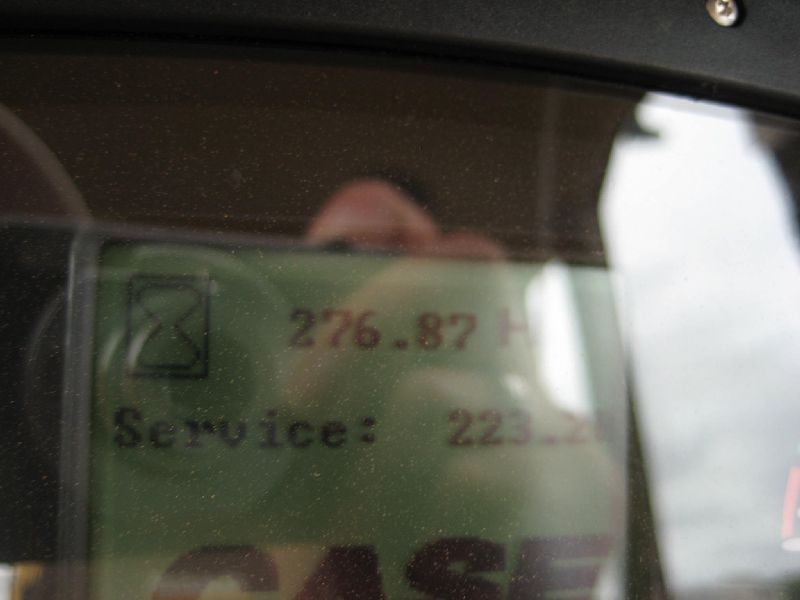 276.87 H
Service:
CASE